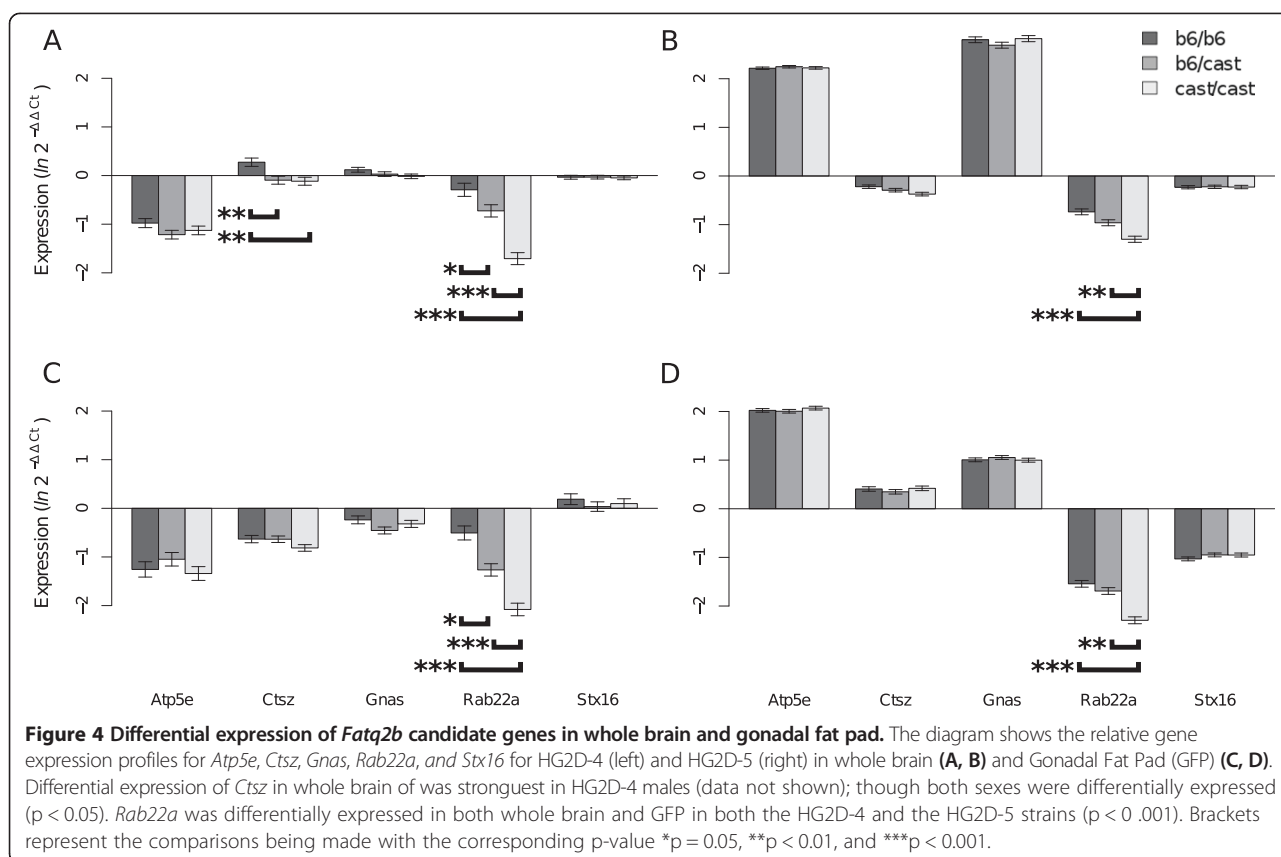 A
B
b6/b6
b6/cast
cast/cast
Expression (ln 2 -ΔΔCt)
2
1
0
-1
-2
**
**
*
***
***
2
1
0
-1
-2
**
***
C
D
Expression (ln 2 -ΔΔCt)
2
1
0
-1
-2
*
***
***
2
1
0
-1
-2
**
***
Atp5e Ctsz Gnas Rab22a Stx16 Atp5e Ctsz Gnas Rab22a Stx16
Figure 4 Differential expression of Fatq2b candidate genes in whole brain and gonadal fat pad. The diagram shows the relative gene
expression profiles for Atp5e, Ctsz, Gnas, Rab22a, and Stx16 for HG2D-4 (left) and HG2D-5 (right) in whole brain (A, B) and Gonadal Fat Pad (GFP) (C, D).
Differential expression of Ctsz in whole brain of was stronguest in HG2D-4 males (data not shown); though both sexes were differentially expressed
(p < 0.05). Rab22a was differentially expressed in both whole brain and GFP in both the HG2D-4 and the HG2D-5 strains (p < 0 .001). Brackets
represent the comparisons being made with the corresponding p-value *p = 0.05, **p < 0.01, and ***p < 0.001.